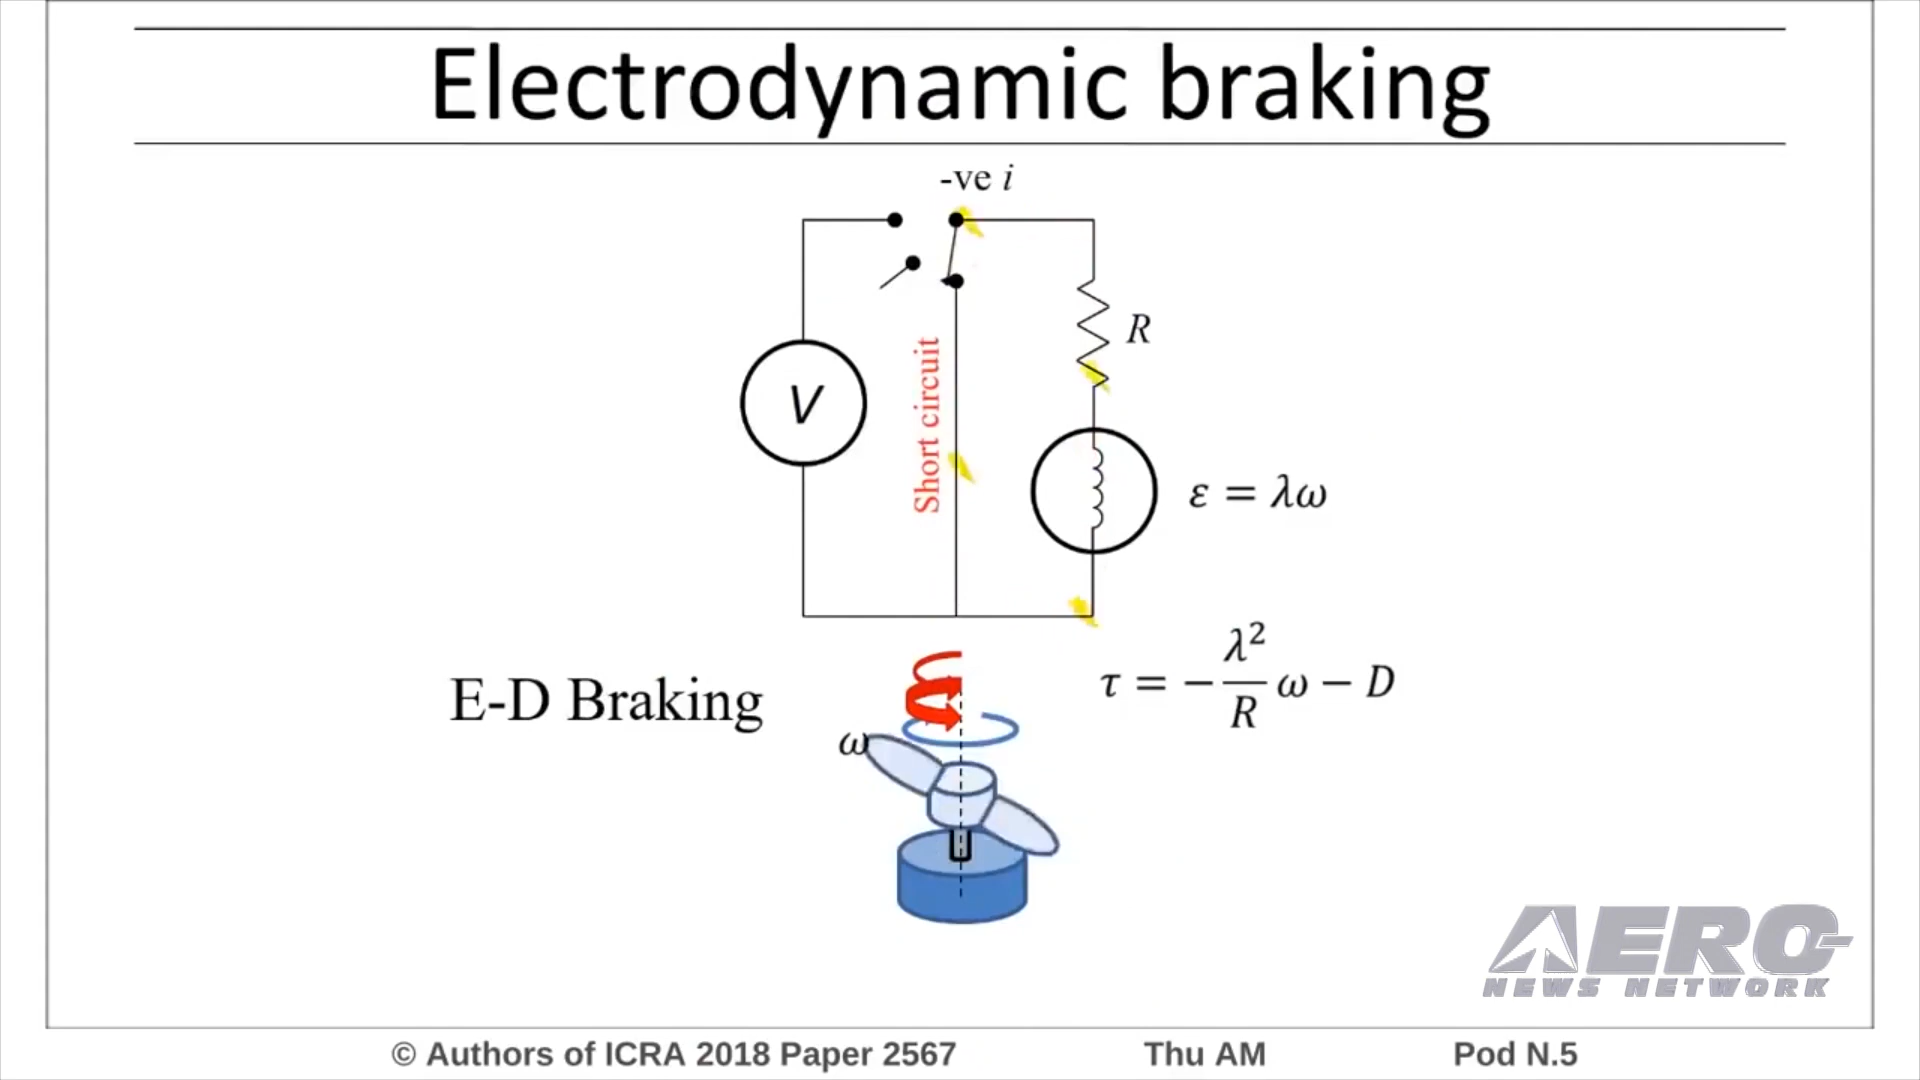 Electrodynamic braking
-ve i
R
V
Short circuit
ε = λω
τ = −λ²/R ω − D
E-D Braking
ω
AERO-
NEWS NETWORK
© Authors of ICRA 2018 Paper 2567 Thu AM Pod N.5